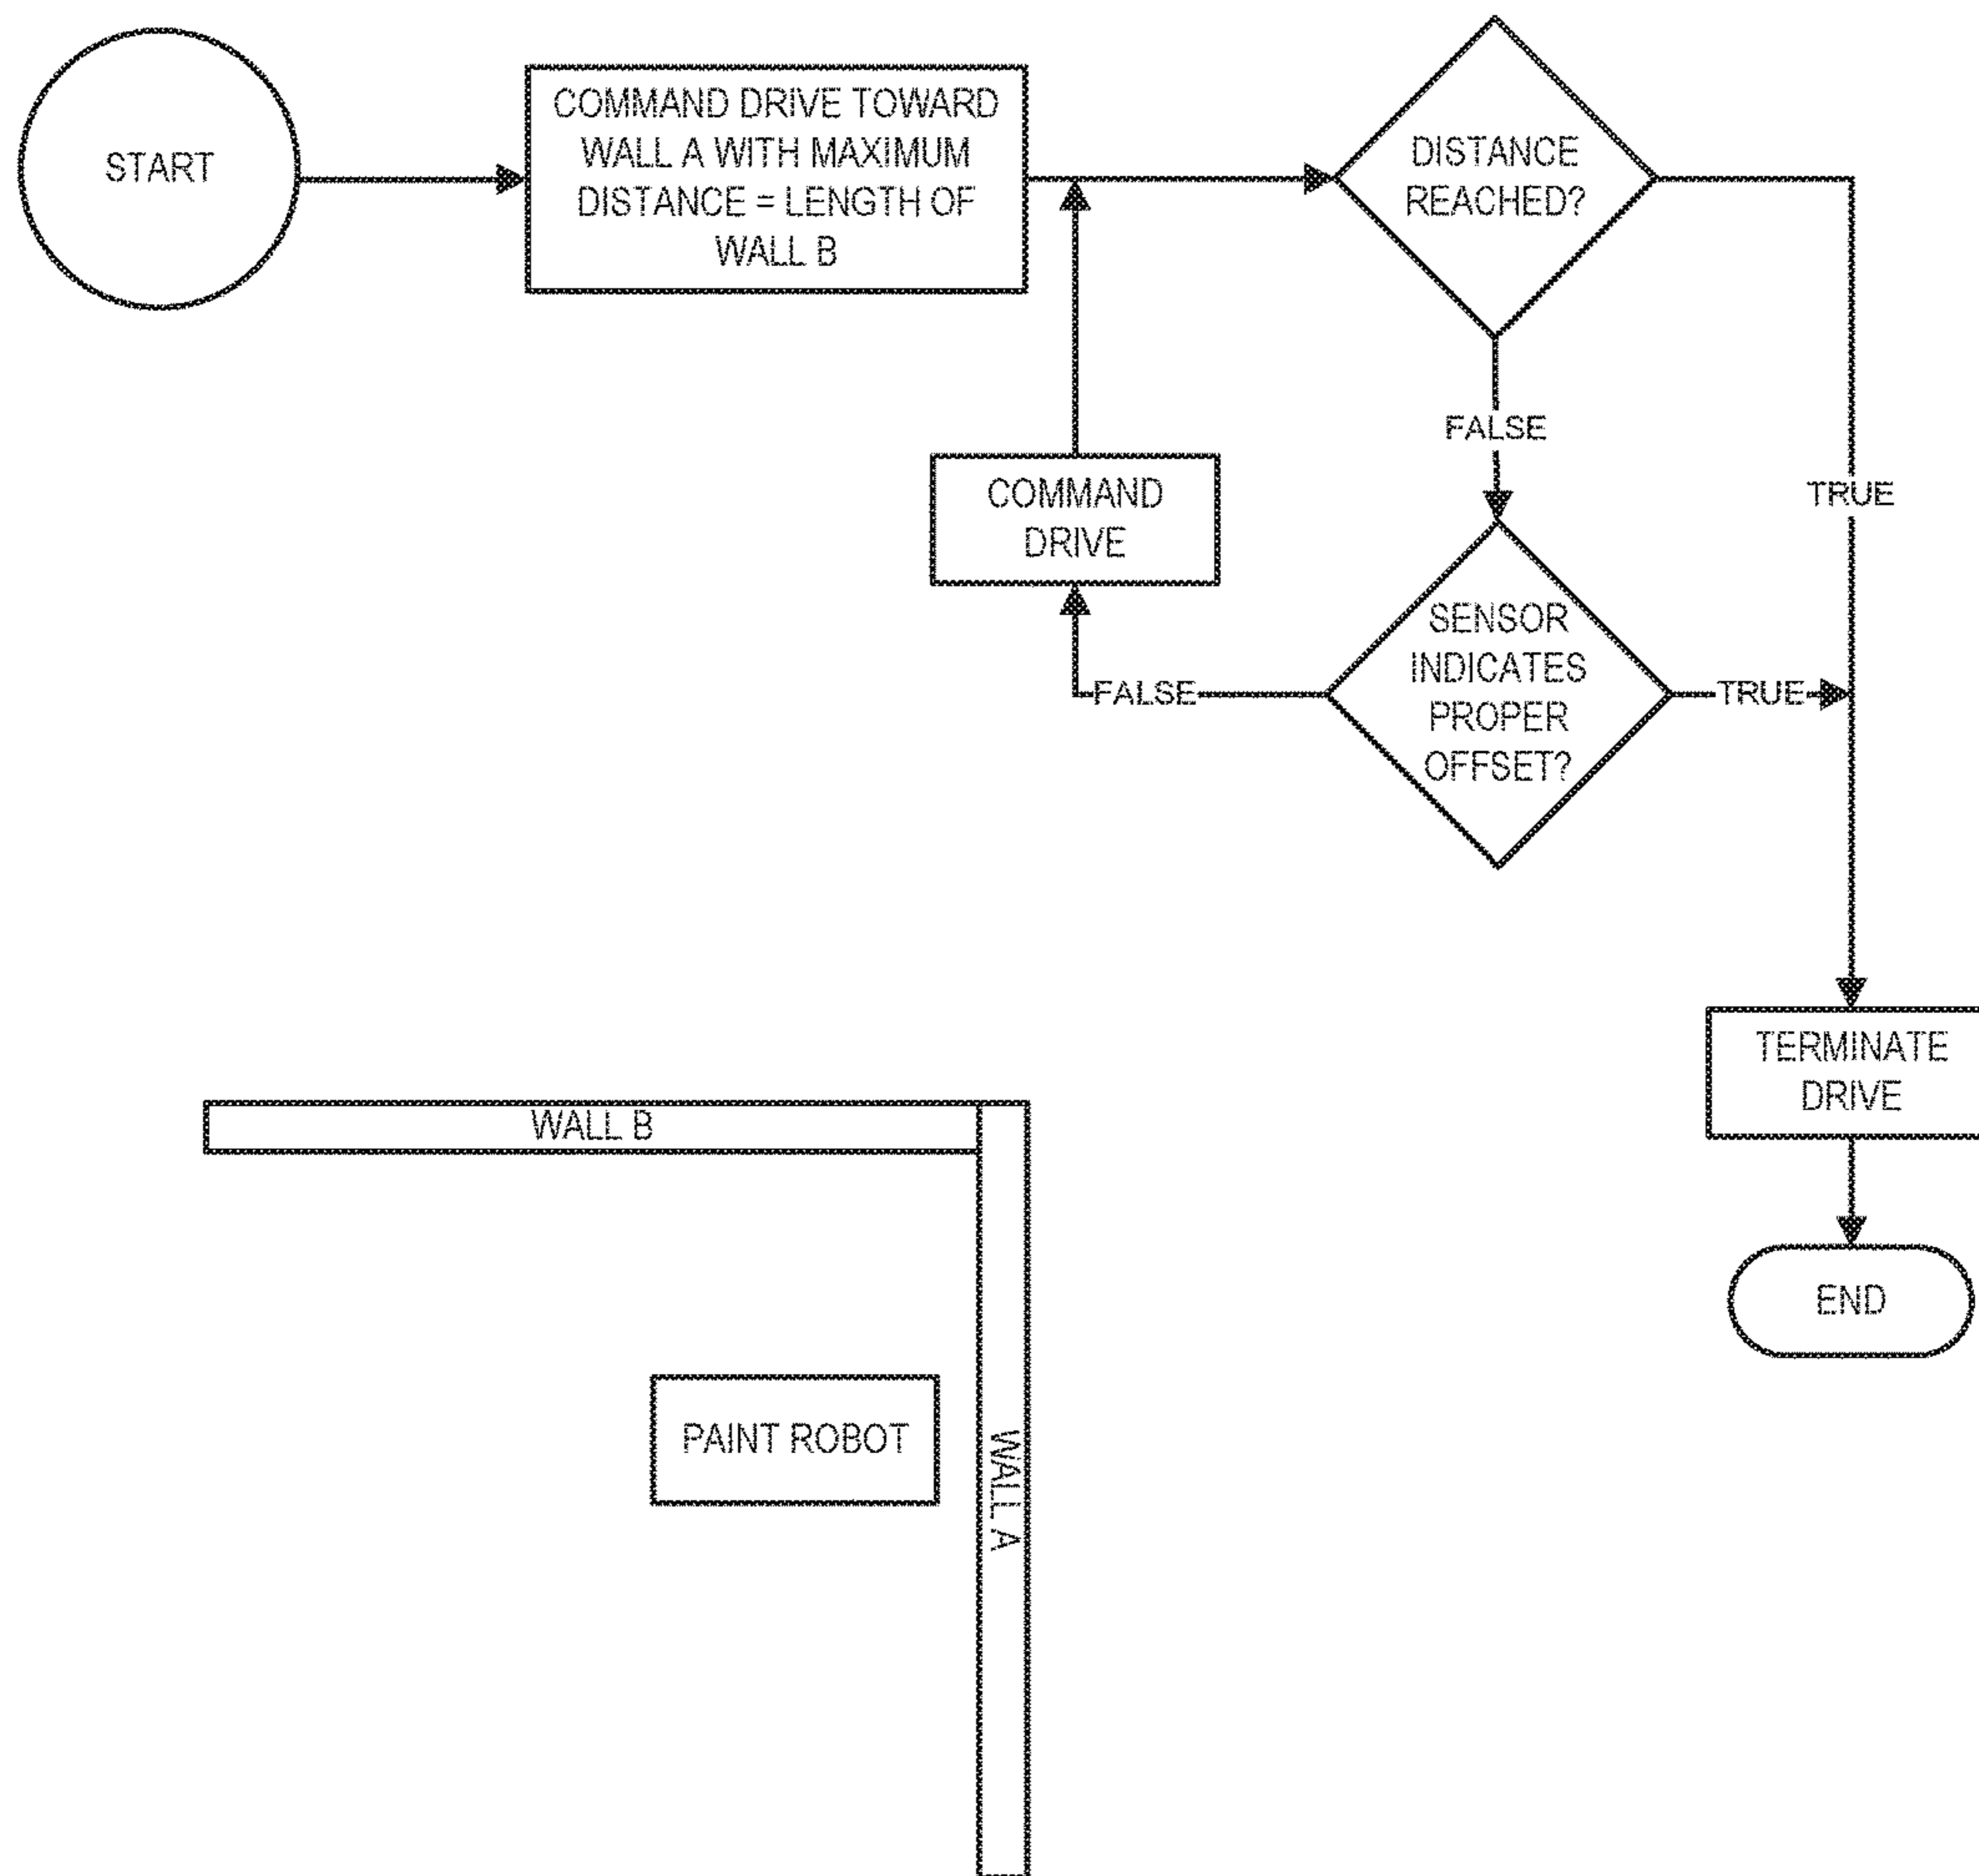 START
COMMAND DRIVE TOWARD
WALL A WITH MAXIMUM
DISTANCE = LENGTH OF
WALL B
DISTANCE
REACHED?
FALSE
TRUE
COMMAND
DRIVE
SENSOR
INDICATES
PROPER
OFFSET?
FALSE
TRUE
TERMINATE
DRIVE
END
WALL B
PAINT ROBOT
WALL A